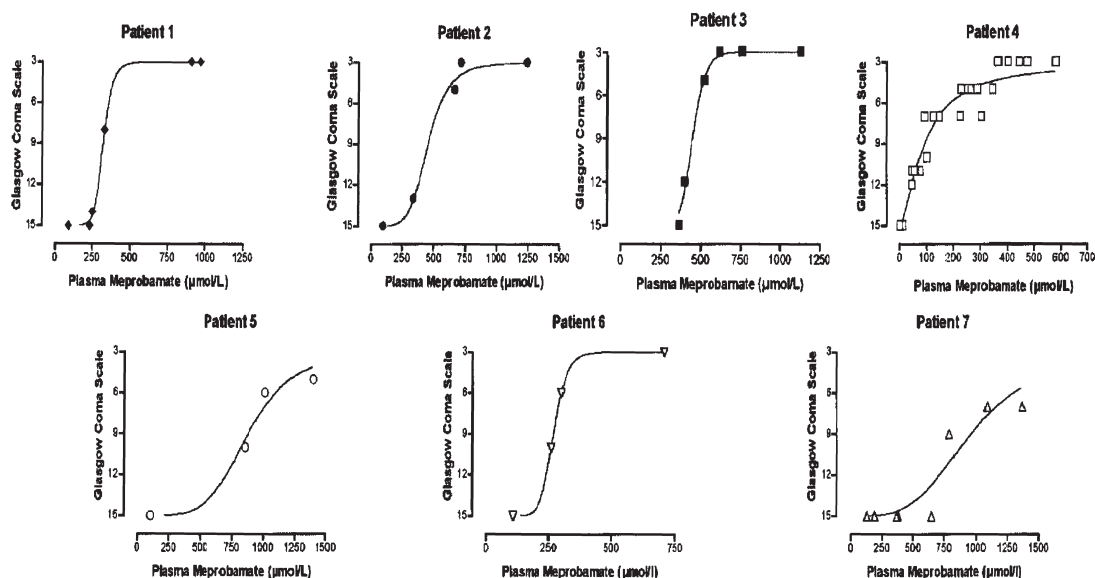 Patient 1
Patient 2
Patient 3
Patient 4
Glasgow Coma Scale
3
6
9
12
15
0 250 500 750 1000 1250
Plasma Meprobamate (µmol/L)
Glasgow Coma Scale
3
6
9
12
15
0 250 500 750 1000 1250 1500
Plasma Meprobamate (µmol/L)
Glasgow Coma Scale
3
6
9
12
15
0 250 500 750 1000 1250
Plasma Meprobamate (µmol/L)
Glasgow Coma Scale
3
6
9
12
15
0 100 200 300 400 500 600 700
Plasma Meprobamate (µmol/L)
Patient 5
Patient 6
Patient 7
Glasgow Coma Scale
3
6
9
12
15
0 250 500 750 1000 1250 1500
Plasma Meprobamate (µmol/L)
Glasgow Coma Scale
3
6
9
12
15
0 250 500 750
Plasma Meprobamate (µmol/l)
Glasgow Coma Scale
3
6
9
12
15
0 250 500 750 1000 1250 1500
Plasma Meprobamate (µmol/l)